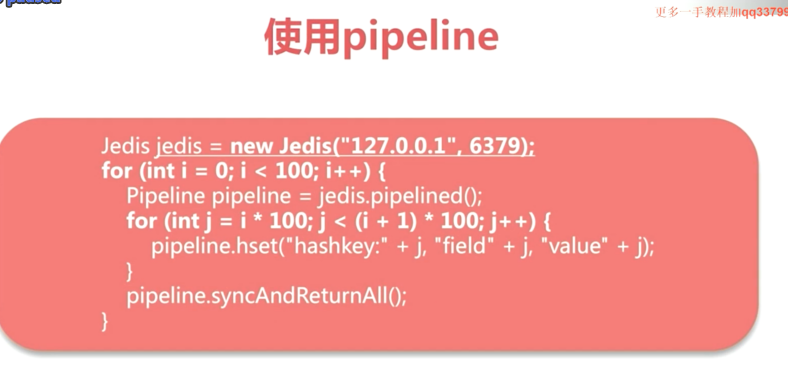 更多一手教程加qq33799
使用pipeline
Jedis jedis = new Jedis("127.0.0.1", 6379);
for (int i = 0; i < 100; i++) {
Pipeline pipeline = jedis.pipelined();
for (int j = i * 100; j < (i + 1) * 100; j++) {
pipeline.hset("hashkey:" + j, "field" + j, "value" + j);
}
pipeline.syncAndReturnAll();
}